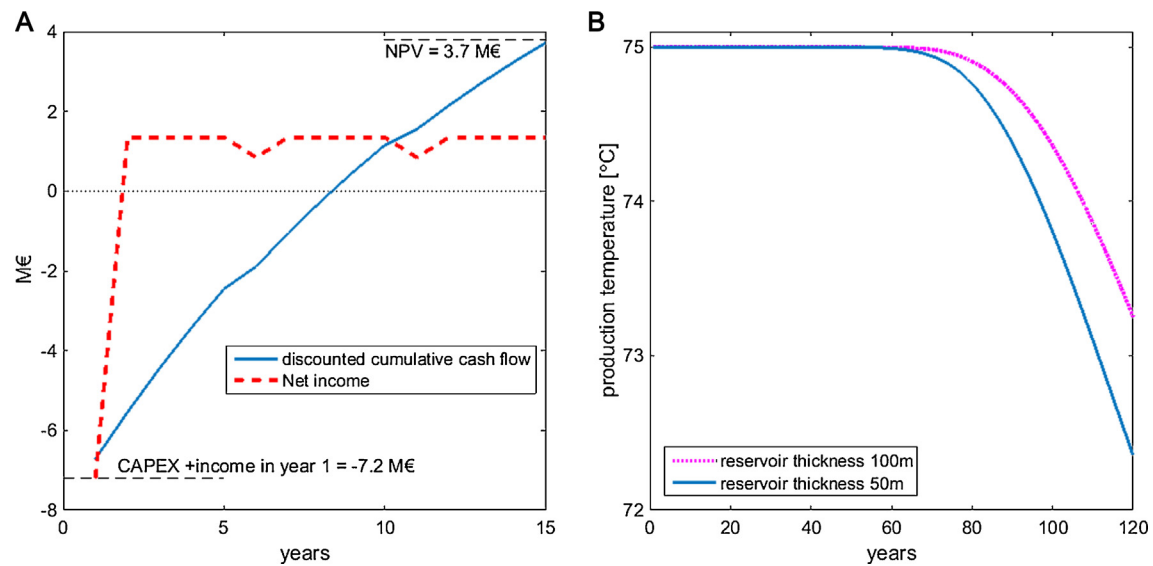 A
4
2
0
-2
-4
-6
-8
M€
NPV = 3.7 M€
discounted cumulative cash flow
Net income
CAPEX +income in year 1 = -7.2 M€
0
5
10
15
years
B
75
74
73
72
production temperature [°C]
reservoir thickness 100m
reservoir thickness 50m
0
20
40
60
80
100
120
years